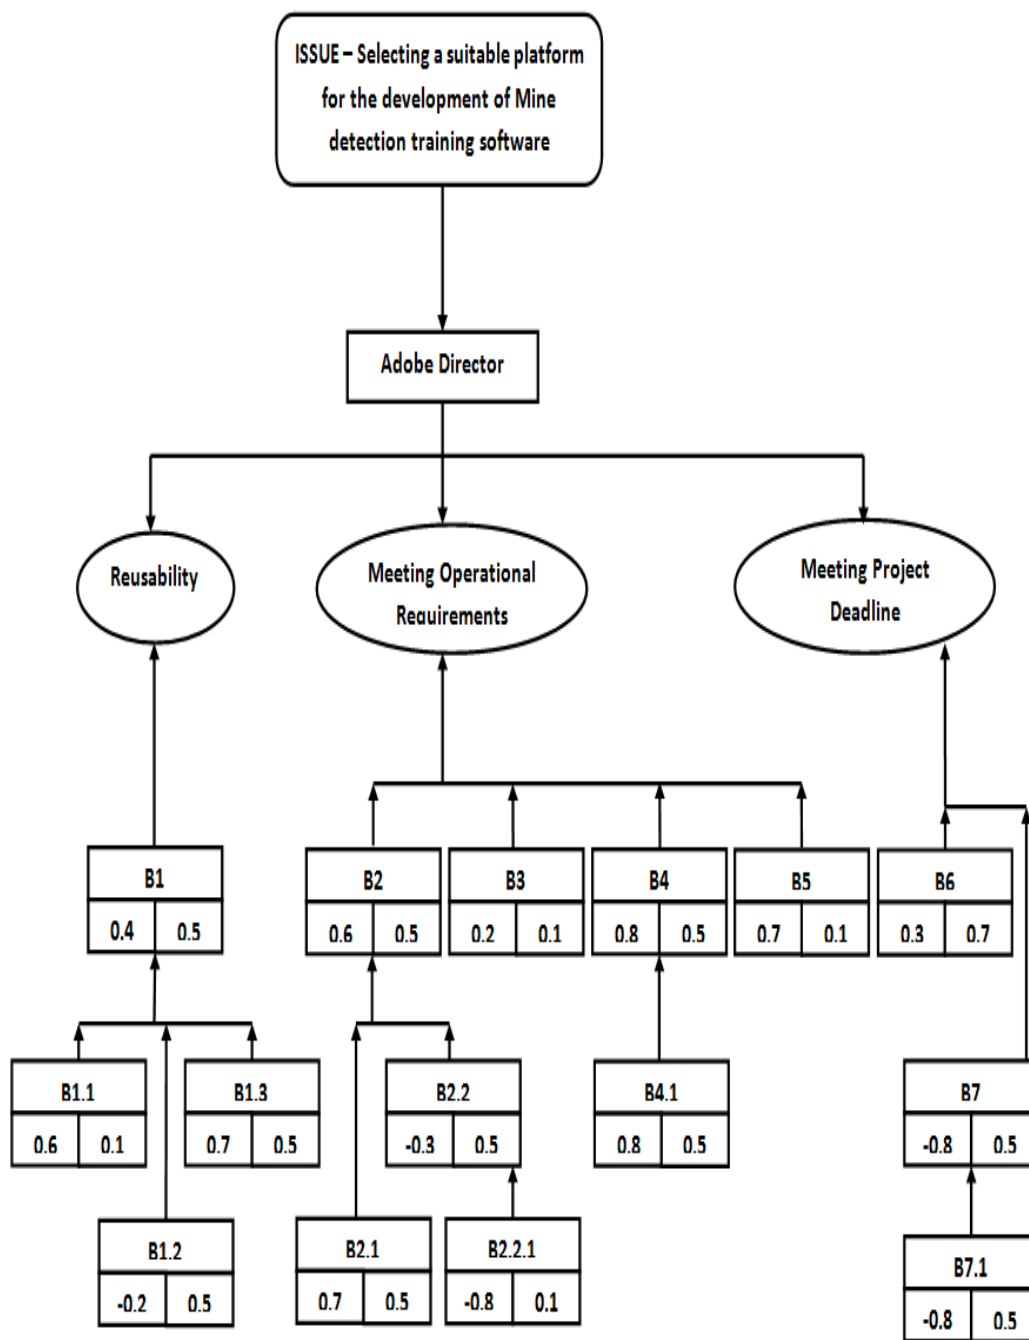 ISSUE – Selecting a suitable platform
for the development of Mine
detection training software
Adobe Director
Reusability
Meeting Operational
Requirements
Meeting Project
Deadline
B1
0.4 0.5
B2
0.6 0.5
B3
0.2 0.1
B4
0.8 0.5
B5
0.7 0.1
B6
0.3 0.7
B1.1
0.6 0.1
B1.3
0.7 0.5
B2.2
-0.3 0.5
B4.1
0.8 0.5
B7
-0.8 0.5
B1.2
-0.2 0.5
B2.1
0.7 0.5
B2.2.1
-0.8 0.1
B7.1
-0.8 0.5